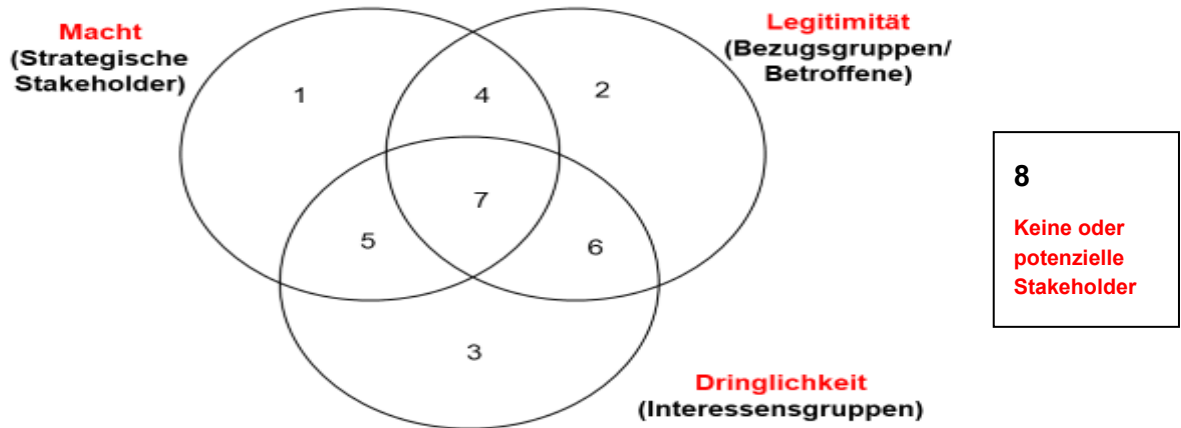 Macht
(Strategische
Stakeholder)
Legitimität
(Bezugsgruppen/
Betroffene)
1
4
2
7
5
6
3
8
Keine oder
potenzielle
Stakeholder
Dringlichkeit
(Interessensgruppen)